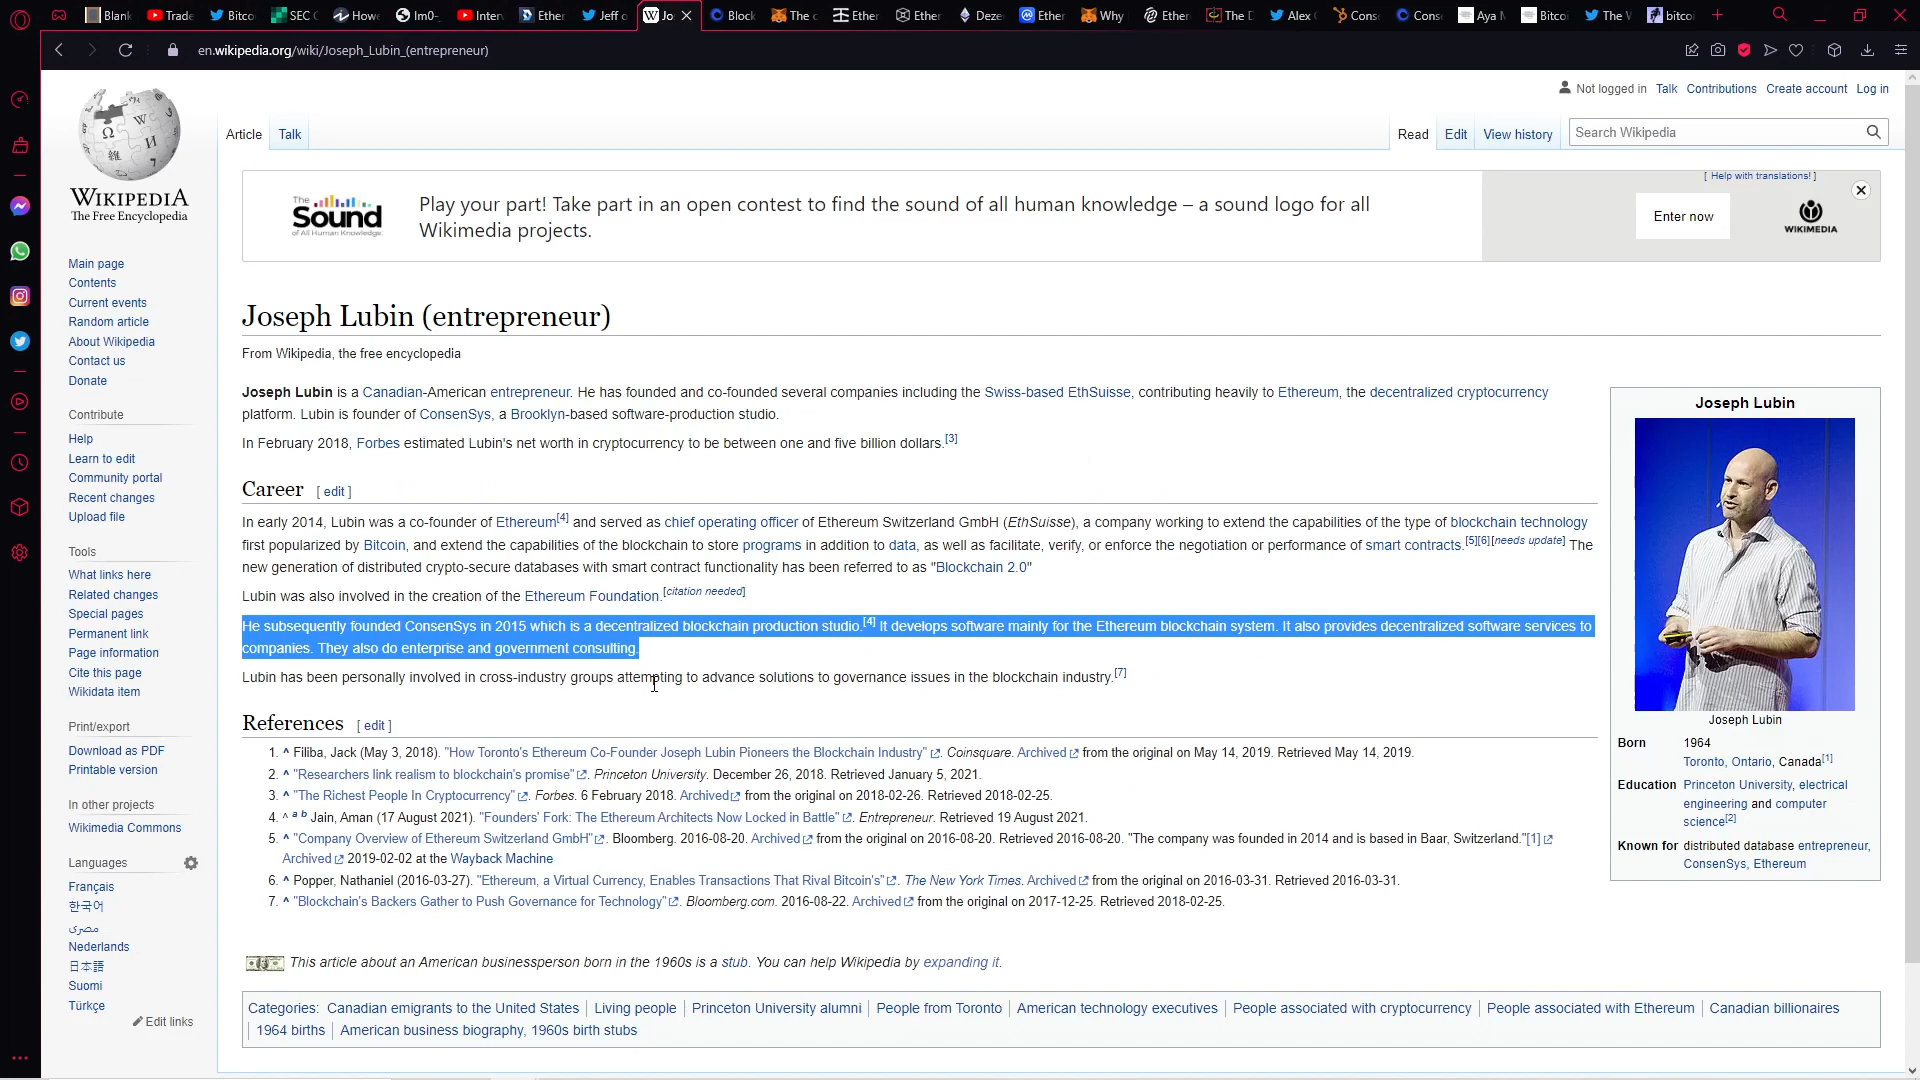 Blank
Trade
Bitco
SEC
Howe
Im0-
Inter
Ether
Jeff o
Jo
Block
The c
Ether
Ether
Deze
Ether
Why
Ether
The D
Alex
Cons
Cons
Aya M
Bitco
The V
bitcoi
en.wikipedia.org/wiki/Joseph_Lubin_(entrepreneur)
Not logged in Talk Contributions Create account Log in
Article Talk
Read Edit View history
Search Wikipedia
WIKIPEDIA
The Free Encyclopedia
[ Help with translations! ]
The Sound of All Human Knowledge
Play your part! Take part in an open contest to find the sound of all human knowledge – a sound logo for all
Wikimedia projects.
Enter now
WIKIMEDIA
Main page
Contents
Current events
Random article
About Wikipedia
Contact us
Donate
Contribute
Help
Learn to edit
Community portal
Recent changes
Upload file
Tools
What links here
Related changes
Special pages
Permanent link
Page information
Cite this page
Wikidata item
Print/export
Download as PDF
Printable version
In other projects
Wikimedia Commons
Languages
Français
한국어
مصرى
Nederlands
日本語
Suomi
Türkçe
Edit links
Joseph Lubin (entrepreneur)
From Wikipedia, the free encyclopedia
Joseph Lubin is a Canadian-American entrepreneur. He has founded and co-founded several companies including the Swiss-based EthSuisse, contributing heavily to Ethereum, the decentralized cryptocurrency
platform. Lubin is founder of ConsenSys, a Brooklyn-based software-production studio.
In February 2018, Forbes estimated Lubin's net worth in cryptocurrency to be between one and five billion dollars.[3]
Career [ edit ]
In early 2014, Lubin was a co-founder of Ethereum[4] and served as chief operating officer of Ethereum Switzerland GmbH (EthSuisse), a company working to extend the capabilities of the type of blockchain technology
first popularized by Bitcoin, and extend the capabilities of the blockchain to store programs in addition to data, as well as facilitate, verify, or enforce the negotiation or performance of smart contracts.[5][6][needs update] The
new generation of distributed crypto-secure databases with smart contract functionality has been referred to as "Blockchain 2.0"
Lubin was also involved in the creation of the Ethereum Foundation.[citation needed]
He subsequently founded ConsenSys in 2015 which is a decentralized blockchain production studio.[4] It develops software mainly for the Ethereum blockchain system. It also provides decentralized software services to
companies. They also do enterprise and government consulting.
Lubin has been personally involved in cross-industry groups attempting to advance solutions to governance issues in the blockchain industry.[7]
References [ edit ]
1. ^ Filiba, Jack (May 3, 2018). "How Toronto's Ethereum Co-Founder Joseph Lubin Pioneers the Blockchain Industry". Coinsquare. Archived from the original on May 14, 2019. Retrieved May 14, 2019.
2. ^ "Researchers link realism to blockchain's promise". Princeton University. December 26, 2018. Retrieved January 5, 2021.
3. ^ "The Richest People In Cryptocurrency". Forbes. 6 February 2018. Archived from the original on 2018-02-26. Retrieved 2018-02-25.
4. ^ a b Jain, Aman (17 August 2021). "Founders' Fork: The Ethereum Architects Now Locked in Battle". Entrepreneur. Retrieved 19 August 2021.
5. ^ "Company Overview of Ethereum Switzerland GmbH". Bloomberg. 2016-08-20. Archived from the original on 2016-08-20. Retrieved 2016-08-20. "The company was founded in 2014 and is based in Baar, Switzerland."[1]
Archived 2019-02-02 at the Wayback Machine
6. ^ Popper, Nathaniel (2016-03-27). "Ethereum, a Virtual Currency, Enables Transactions That Rival Bitcoin's". The New York Times. Archived from the original on 2016-03-31. Retrieved 2016-03-31.
7. ^ "Blockchain's Backers Gather to Push Governance for Technology". Bloomberg.com. 2016-08-22. Archived from the original on 2017-12-25. Retrieved 2018-02-25.
Joseph Lubin
Joseph Lubin
Born 1964
Toronto, Ontario, Canada[1]
Education Princeton University, electrical
engineering and computer
science[2]
Known for distributed database entrepreneur,
ConsenSys, Ethereum
This article about an American businessperson born in the 1960s is a stub. You can help Wikipedia by expanding it.
Categories: Canadian emigrants to the United States | Living people | Princeton University alumni | People from Toronto | American technology executives | People associated with cryptocurrency | People associated with Ethereum | Canadian billionaires
| 1964 births | American business biography, 1960s birth stubs